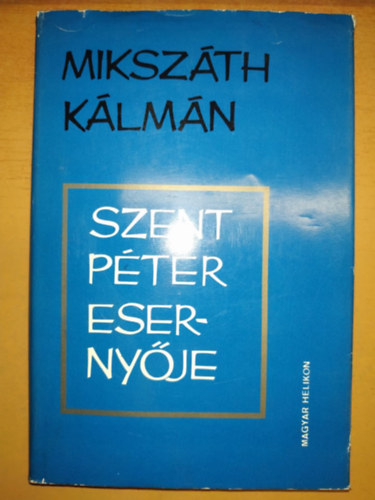 MIKSZÁTH
KÁLMÁN
SZENT
PÉTER
ESER-
NYŐJE
MAGYAR HELIKON